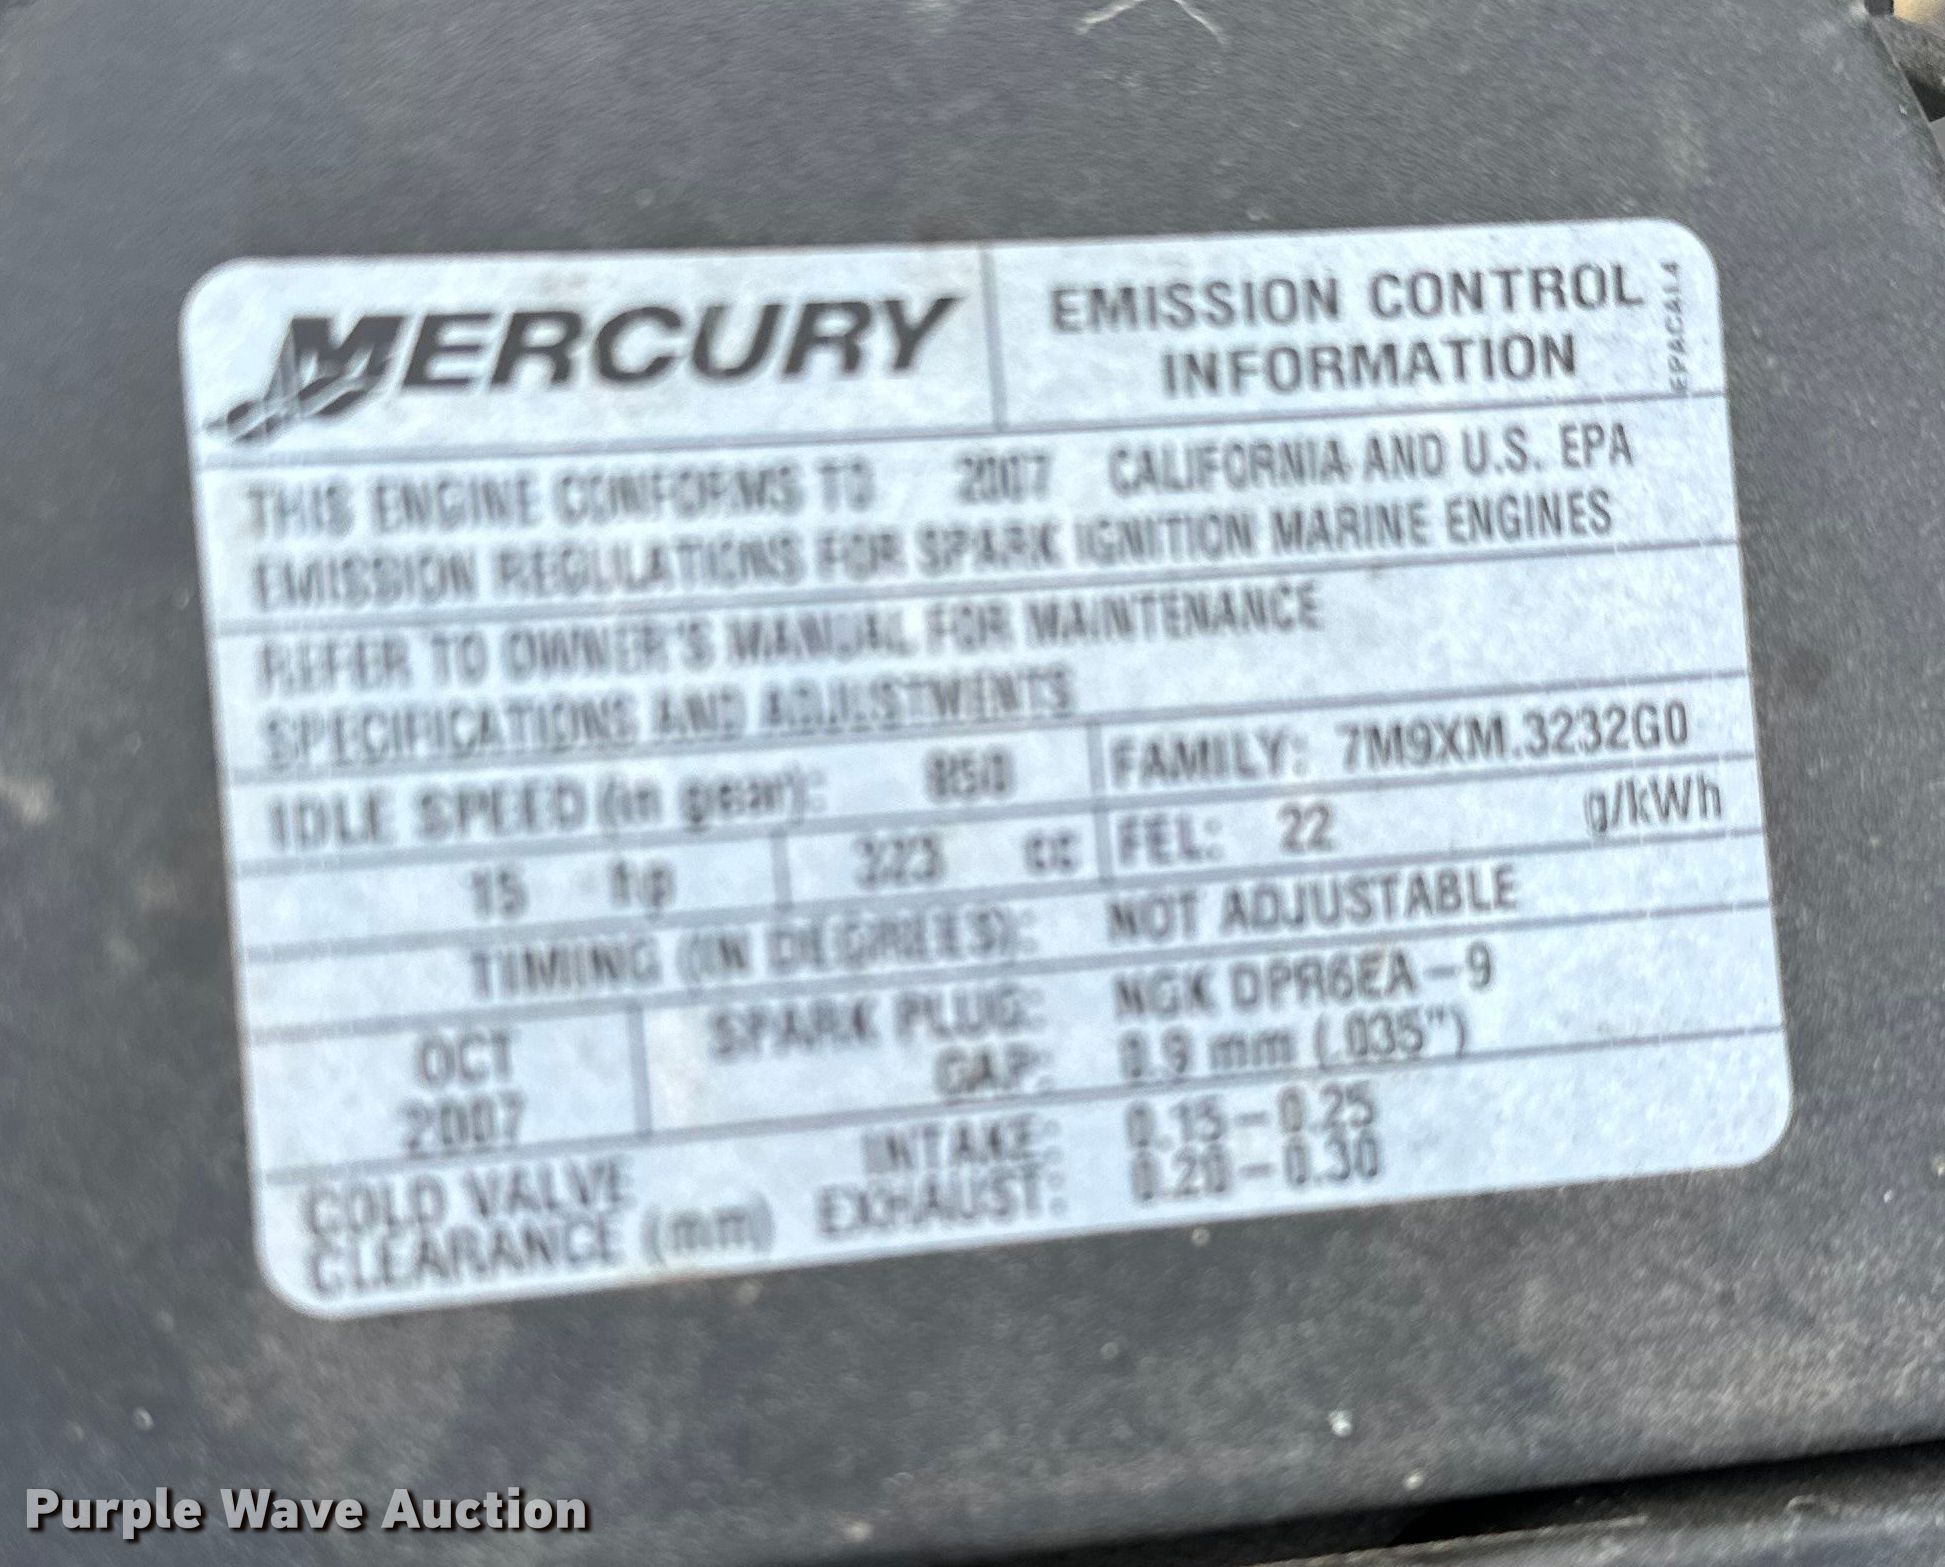 MERCURY
EMISSION CONTROL
INFORMATION
EPACAL4
THIS ENGINE CONFORMS TO 2007 CALIFORNIA AND U.S. EPA
EMISSION REGULATIONS FOR SPARK IGNITION MARINE ENGINES
REFER TO OWNER'S MANUAL FOR MAINTENANCE
SPECIFICATIONS AND ADJUSTMENTS
IDLE SPEED (in gear): 850
FAMILY: 7M9XM.3232G0
15 hp 323 cc
FEL: 22 g/kWh
TIMING (IN DEGREES): NOT ADJUSTABLE
OCT
2007
SPARK PLUG: NGK DPR6EA-9
GAP: 0.9 mm (.035")
COLD VALVE
CLEARANCE (mm)
INTAKE: 0.15-0.25
EXHAUST: 0.20-0.30
Purple Wave Auction